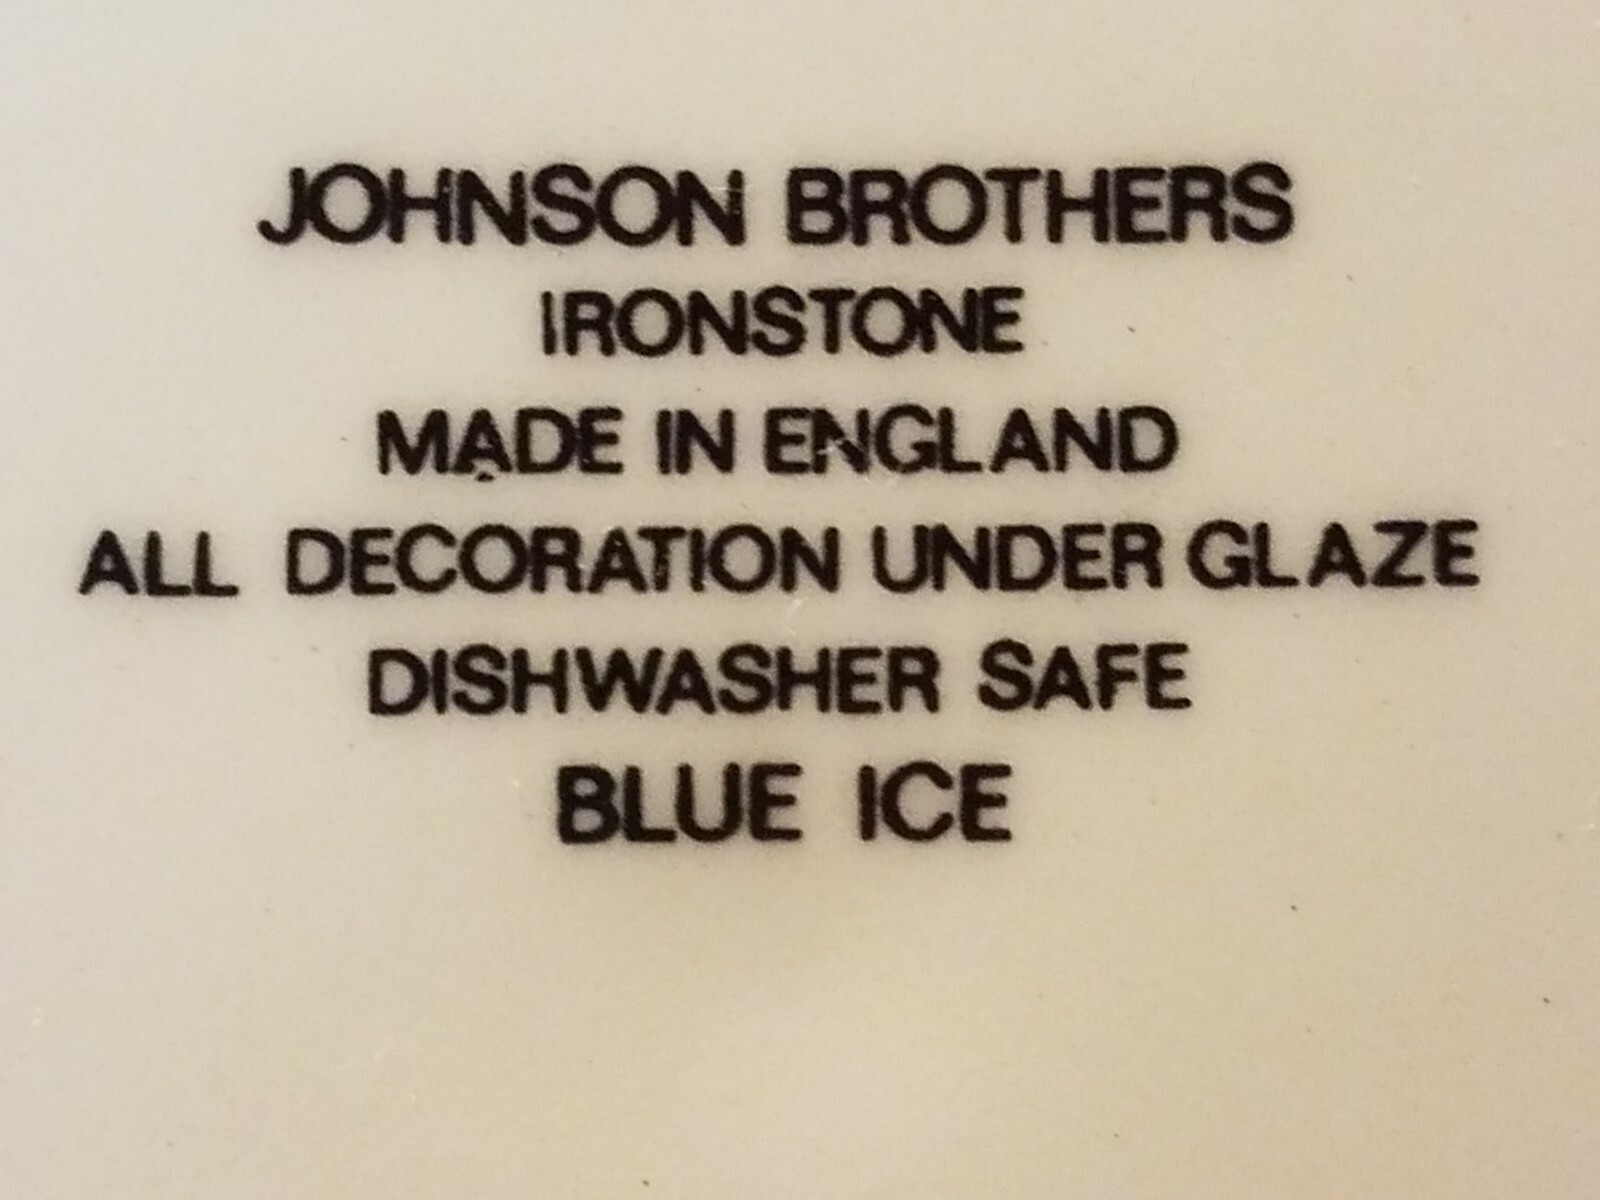 JOHNSON BROTHERS
IRONSTONE
MADE IN ENGLAND
ALL DECORATION UNDER GLAZE
DISHWASHER SAFE
BLUE ICE